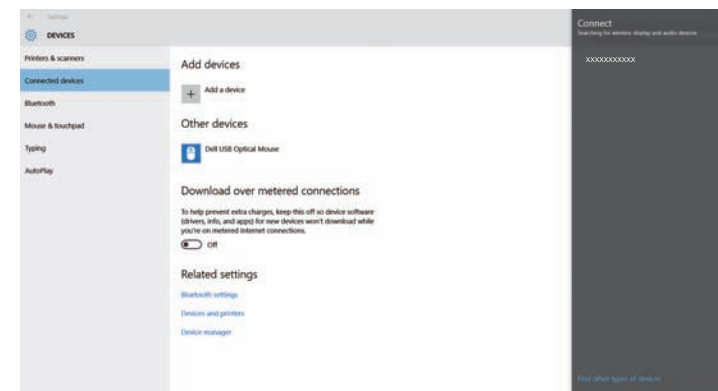 Settings
DEVICES
Printers & scanners
Connected devices
Bluetooth
Mouse & touchpad
Typing
AutoPlay
Add devices
Add a device
Other devices
Dell USB Optical Mouse
Download over metered connections
To help prevent extra charges, keep this off so device software
(drivers, info, and apps) for new devices won't download while
you're on metered Internet connections.
Off
Related settings
Bluetooth settings
Devices and printers
Device manager
Connect
Searching for wireless display and audio devices
xxxxxxxxxxx
Find other types of devices